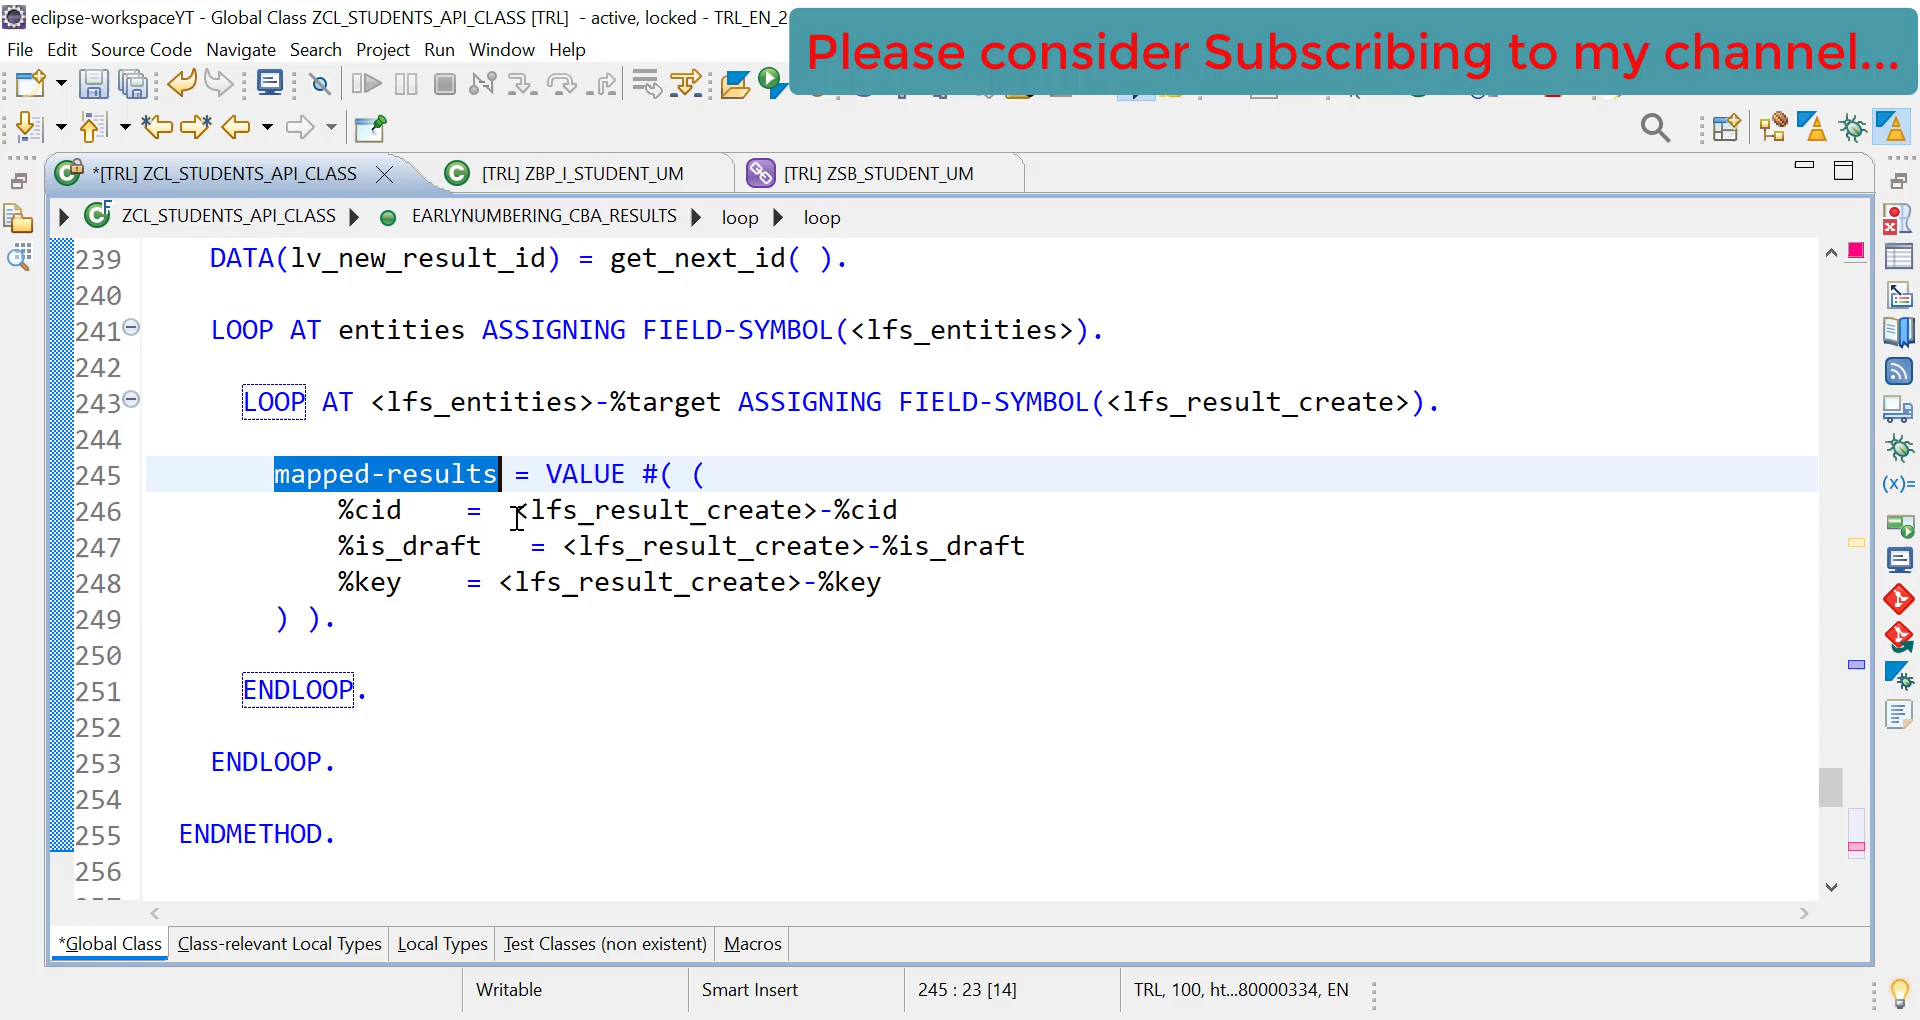 eclipse-workspaceYT - Global Class ZCL_STUDENTS_API_CLASS [TRL]  - active, locked - TRL_EN_2
Please consider Subscribing to my channel...
File Edit Source Code Navigate Search Project Run Window Help
*[TRL] ZCL_STUDENTS_API_CLASS [TRL] ZBP_I_STUDENT_UM [TRL] ZSB_STUDENT_UM
ZCL_STUDENTS_API_CLASS EARLYNUMBERING_CBA_RESULTS loop loop
239 DATA(lv_new_result_id) = get_next_id( ).
240
241 LOOP AT entities ASSIGNING FIELD-SYMBOL(<lfs_entities>).
242
243 LOOP AT <lfs_entities>-%target ASSIGNING FIELD-SYMBOL(<lfs_result_create>).
244
245 mapped-results = VALUE #( (
246 %cid    =  <lfs_result_create>-%cid
247 %is_draft   = <lfs_result_create>-%is_draft
248 %key    = <lfs_result_create>-%key
249 ) ).
250
251 ENDLOOP.
252
253 ENDLOOP.
254
255 ENDMETHOD.
256
*Global Class Class-relevant Local Types Local Types Test Classes (non existent) Macros
Writable Smart Insert 245 : 23 [14] TRL, 100, ht...80000334, EN